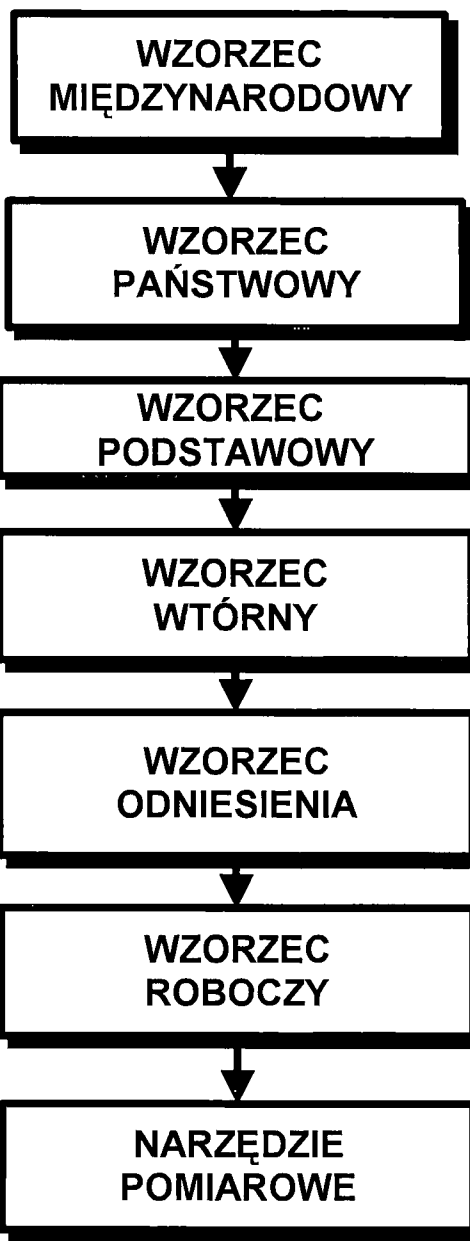 WZORZEC
MIĘDZYNARODOWY
WZORZEC
PAŃSTWOWY
WZORZEC
PODSTAWOWY
WZORZEC
WTÓRNY
WZORZEC
ODNIESIENIA
WZORZEC
ROBOCZY
NARZĘDZIE
POMIAROWE